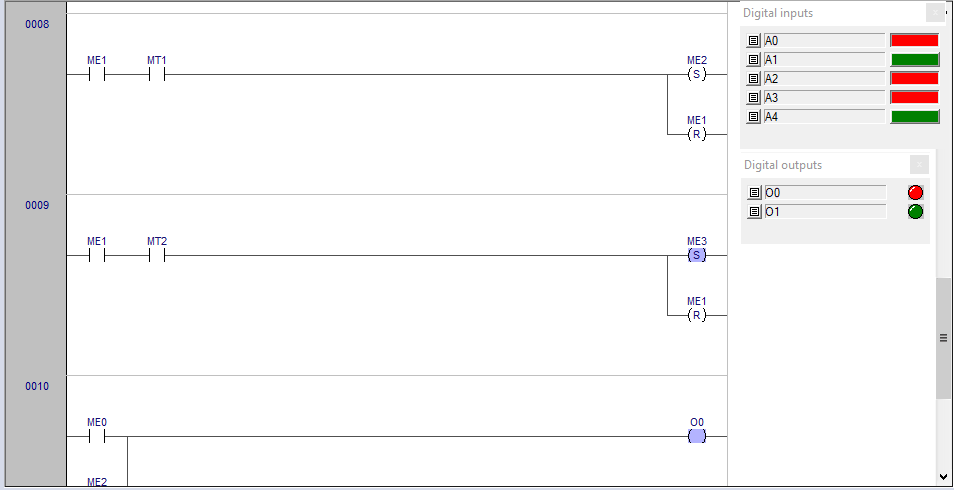 0008
ME1 MT1 ME2
S
ME1
R
0009
ME1 MT2 ME3
S
ME1
R
0010
ME0 O0
ME2
Digital inputs
A0
A1
A2
A3
A4
Digital outputs
O0
O1